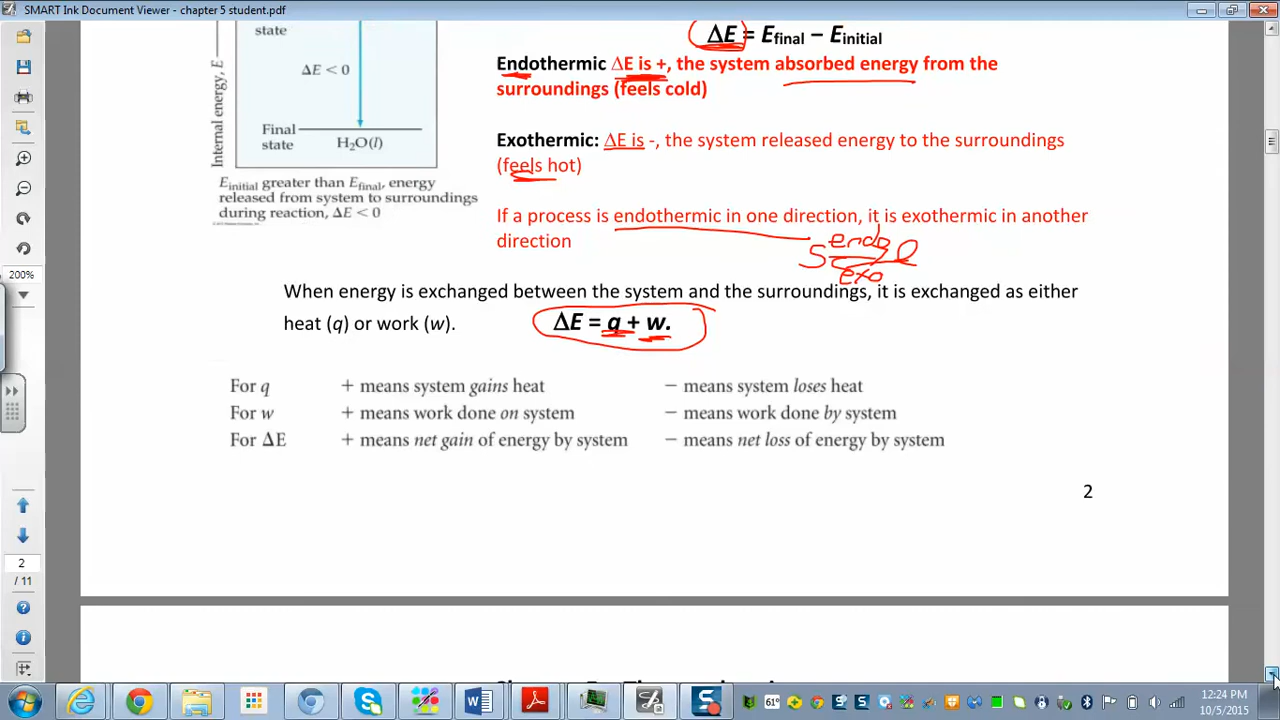 SMART Ink Document Viewer - chapter 5 student.pdf
state
ΔE < 0
Internal energy, E
Final
state
H₂O(l)
E initial greater than E final, energy
released from system to surroundings
during reaction, ΔE < 0
ΔE = E final − E initial
Endothermic ΔE is +, the system absorbed energy from the
surroundings (feels cold)
Exothermic: ΔE is -, the system released energy to the surroundings
(feels hot)
If a process is endothermic in one direction, it is exothermic in another
direction
endo
S l
exo
When energy is exchanged between the system and the surroundings, it is exchanged as either
heat (q) or work (w).
ΔE = q + w.
For q + means system gains heat − means system loses heat
For w + means work done on system − means work done by system
For ΔE + means net gain of energy by system − means net loss of energy by system
2
200%
2
/ 11
61°
12:24 PM
10/5/2015